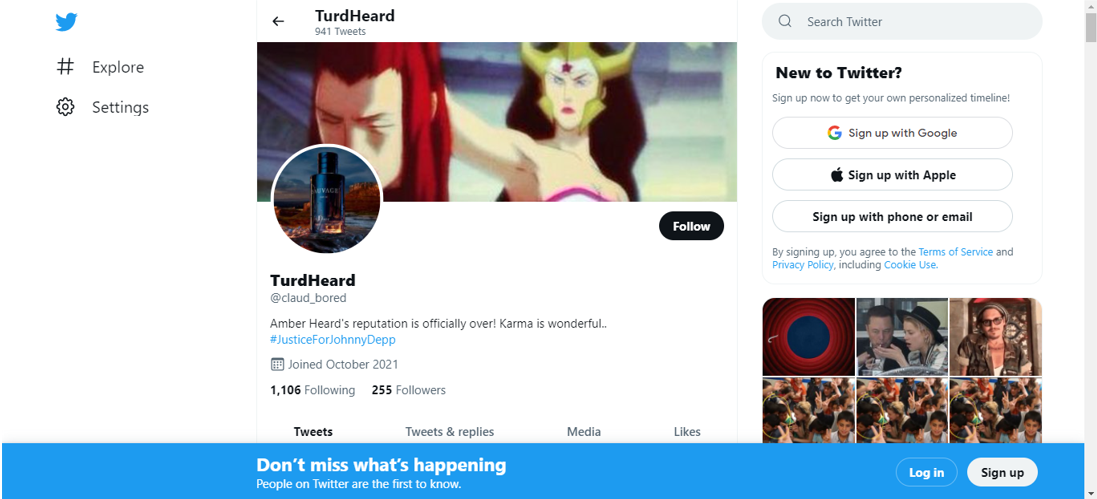 TurdHeard
941 Tweets
Search Twitter
Explore
Settings
New to Twitter?
Sign up now to get your own personalized timeline!
Sign up with Google
Sign up with Apple
Sign up with phone or email
By signing up, you agree to the Terms of Service and
Privacy Policy, including Cookie Use.
SAUVAGE
Dior
Follow
TurdHeard
@claud_bored
Amber Heard's reputation is officially over! Karma is wonderful..
#JusticeForJohnnyDepp
Joined October 2021
1,106 Following 255 Followers
Tweets Tweets & replies Media Likes
Don't miss what's happening
People on Twitter are the first to know.
Log in
Sign up